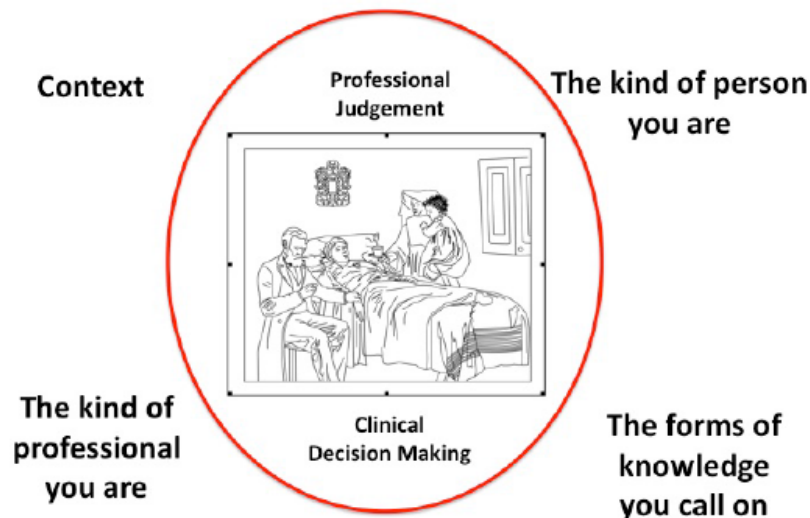 Context
Professional
Judgement
The kind of person
you are
The kind of
professional
you are
Clinical
Decision Making
The forms of
knowledge
you call on